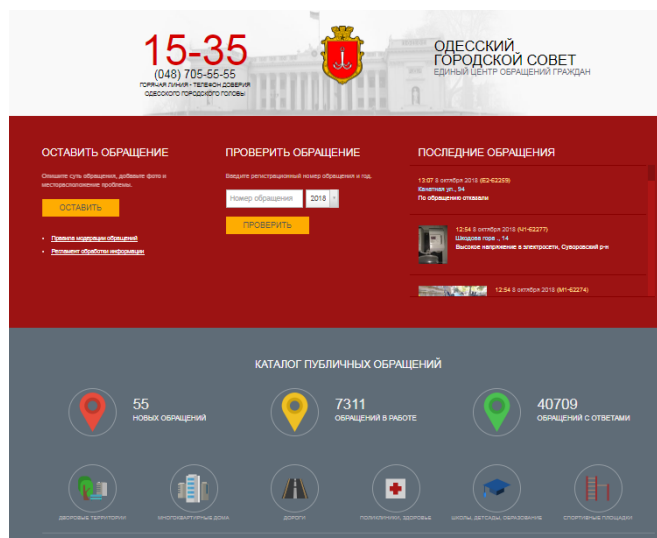 15-35
(048) 705-55-55
ГОРЯЧАЯ ЛИНИЯ - ТЕЛЕФОН ДОВЕРИЯ
ОДЕССКОГО ГОРОДСКОГО ГОЛОВЫ
ОДЕССКИЙ
ГОРОДСКОЙ СОВЕТ
ЕДИНЫЙ ЦЕНТР ОБРАЩЕНИЙ ГРАЖДАН
ОСТАВИТЬ ОБРАЩЕНИЕ
Опишите суть обращения, добавьте фото и
месторасположение проблемы.
ОСТАВИТЬ
Правила модерации обращений
Регламент обработки информации
ПРОВЕРИТЬ ОБРАЩЕНИЕ
Введите регистрационный номер обращения и год.
Номер обращения 2018
ПРОВЕРИТЬ
ПОСЛЕДНИЕ ОБРАЩЕНИЯ
13:07 8 октября 2018 (Е2-62259)
Канатная ул., 94
По обращению отказали
12:54 8 октября 2018 (И1-62277)
Шкодова гора ., 14
Высокое напряжение в электросети, Суворовский р-н
12:54 8 октября 2018 (М1-62274)
КАТАЛОГ ПУБЛИЧНЫХ ОБРАЩЕНИЙ
55
НОВЫХ ОБРАЩЕНИЙ
7311
ОБРАЩЕНИЙ В РАБОТЕ
40709
ОБРАЩЕНИЙ С ОТВЕТАМИ
ДВОРОВЫЕ ТЕРРИТОРИИ
МНОГОКВАРТИРНЫЕ ДОМА
ДОРОГИ
ПОЛИКЛИНИКИ, ЗДОРОВЬЕ
ШКОЛЫ, ДЕТСАДЫ, ОБРАЗОВАНИЕ
СПОРТИВНЫЕ ПЛОЩАДКИ